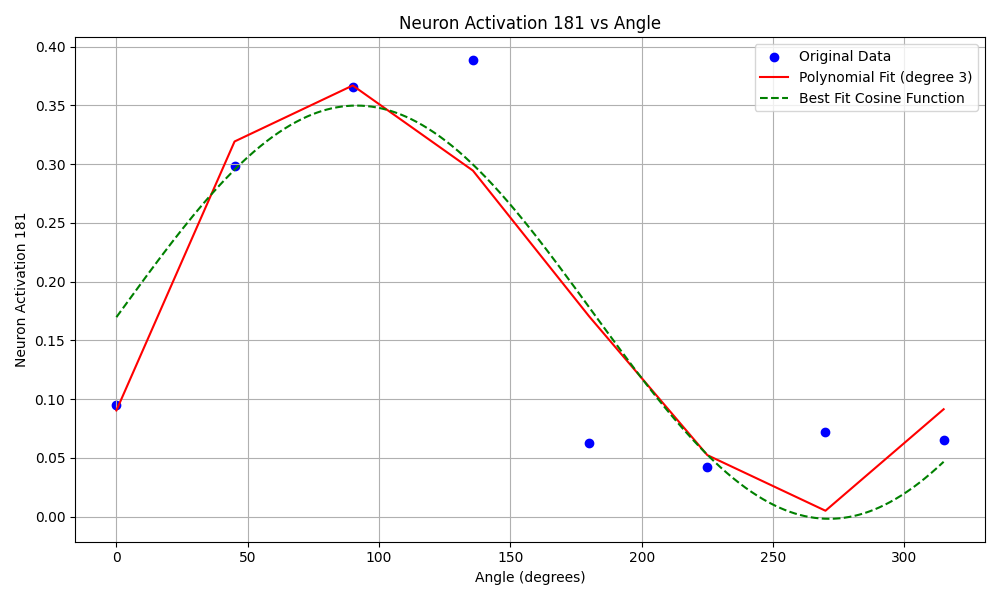 Neuron Activation 181 vs Angle
Original Data
Polynomial Fit (degree 3)
Best Fit Cosine Function
Neuron Activation 181
0.40
0.35
0.30
0.25
0.20
0.15
0.10
0.05
0.00
0 50 100 150 200 250 300
Angle (degrees)